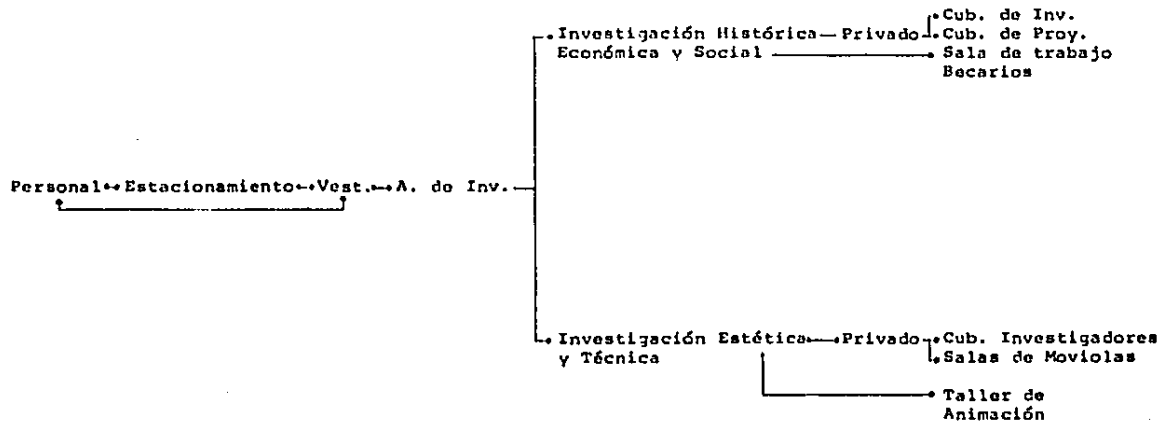 Cub. de Inv.
Investigación Histórica Privado Cub. de Proy.
Económica y Social Sala de trabajo
Becarios
Personal Estacionamiento Vest. A. de Inv.
Investigación Estética Privado Cub. Investigadores
y Técnica Salas de Moviolas
Taller de
Animación